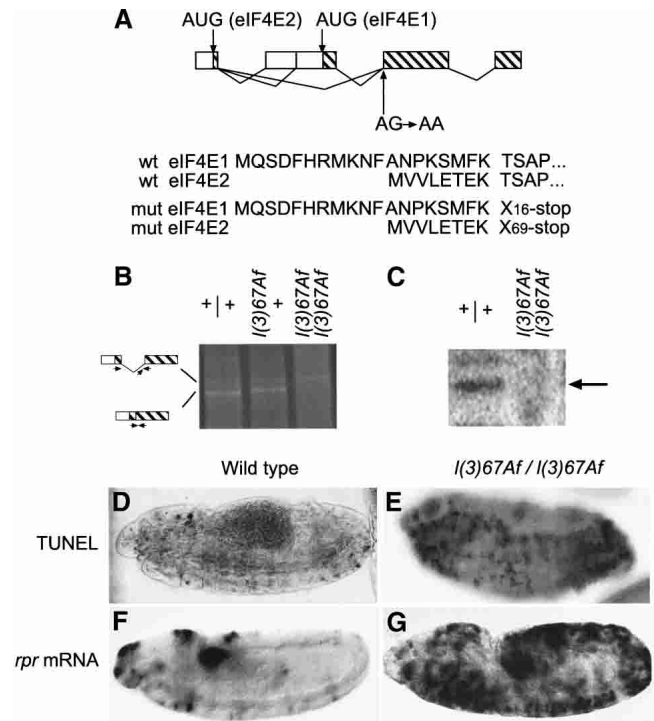 A
AUG (eIF4E2) AUG (eIF4E1)
AG→AA
wt eIF4E1 MQSDFHRMKNFANPKSMFK TSAP...
wt eIF4E2 MVVLETEK TSAP...
mut eIF4E1 MQSDFHRMKNFANPKSMFK X16-stop
mut eIF4E2 MVVLETEK X69-stop
B
+|+
l(3)67Af +
l(3)67Af
l(3)67Af
C
+|+
l(3)67Af
l(3)67Af
Wild type
l(3)67Af / l(3)67Af
TUNEL
D
E
rpr mRNA
F
G